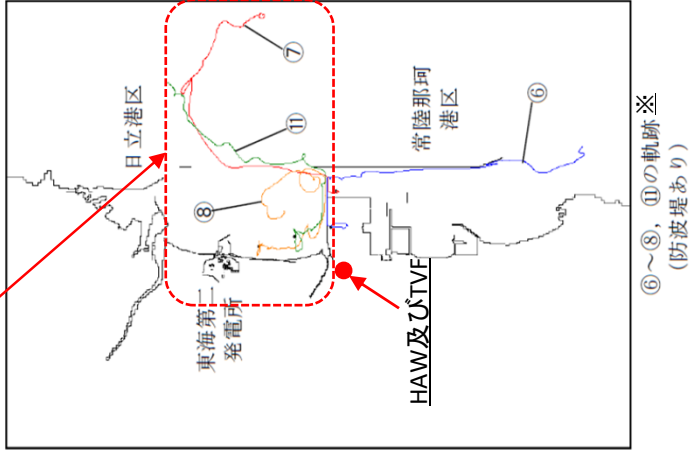 日立港区
常陸那珂
港区
⑦
⑪
⑧
⑥
東海第二
発電所
HAW及びTVF
⑥～⑧，⑪の軌跡※
(防波堤あり)